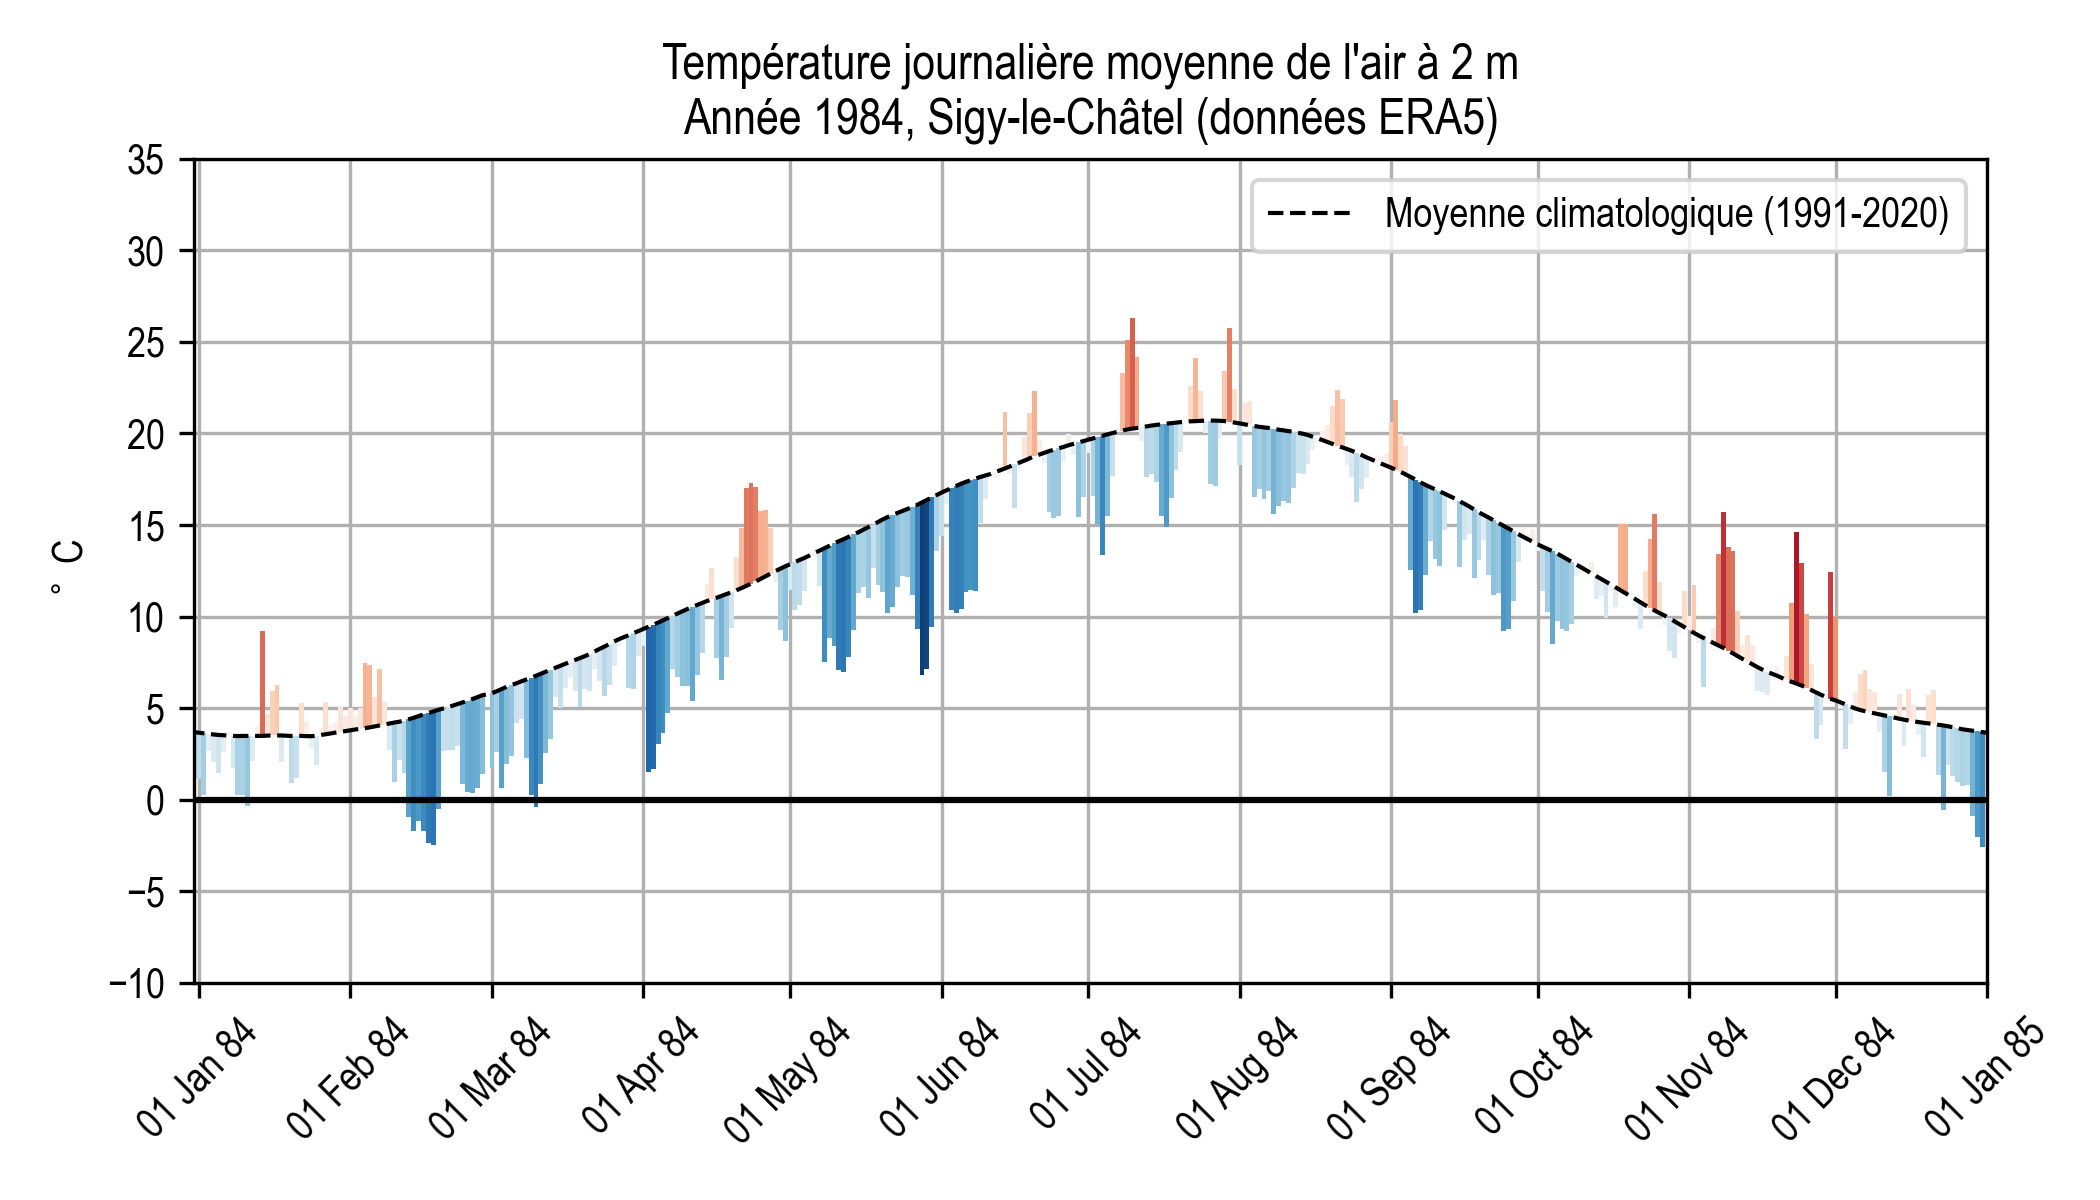 Température journalière moyenne de l'air à 2 m
Année 1984, Sigy-le-Châtel (données ERA5)
Moyenne climatologique (1991-2020)
° C
35
30
25
20
15
10
5
0
−5
−10
01 Jan 84
01 Feb 84
01 Mar 84
01 Apr 84
01 May 84
01 Jun 84
01 Jul 84
01 Aug 84
01 Sep 84
01 Oct 84
01 Nov 84
01 Dec 84
01 Jan 85